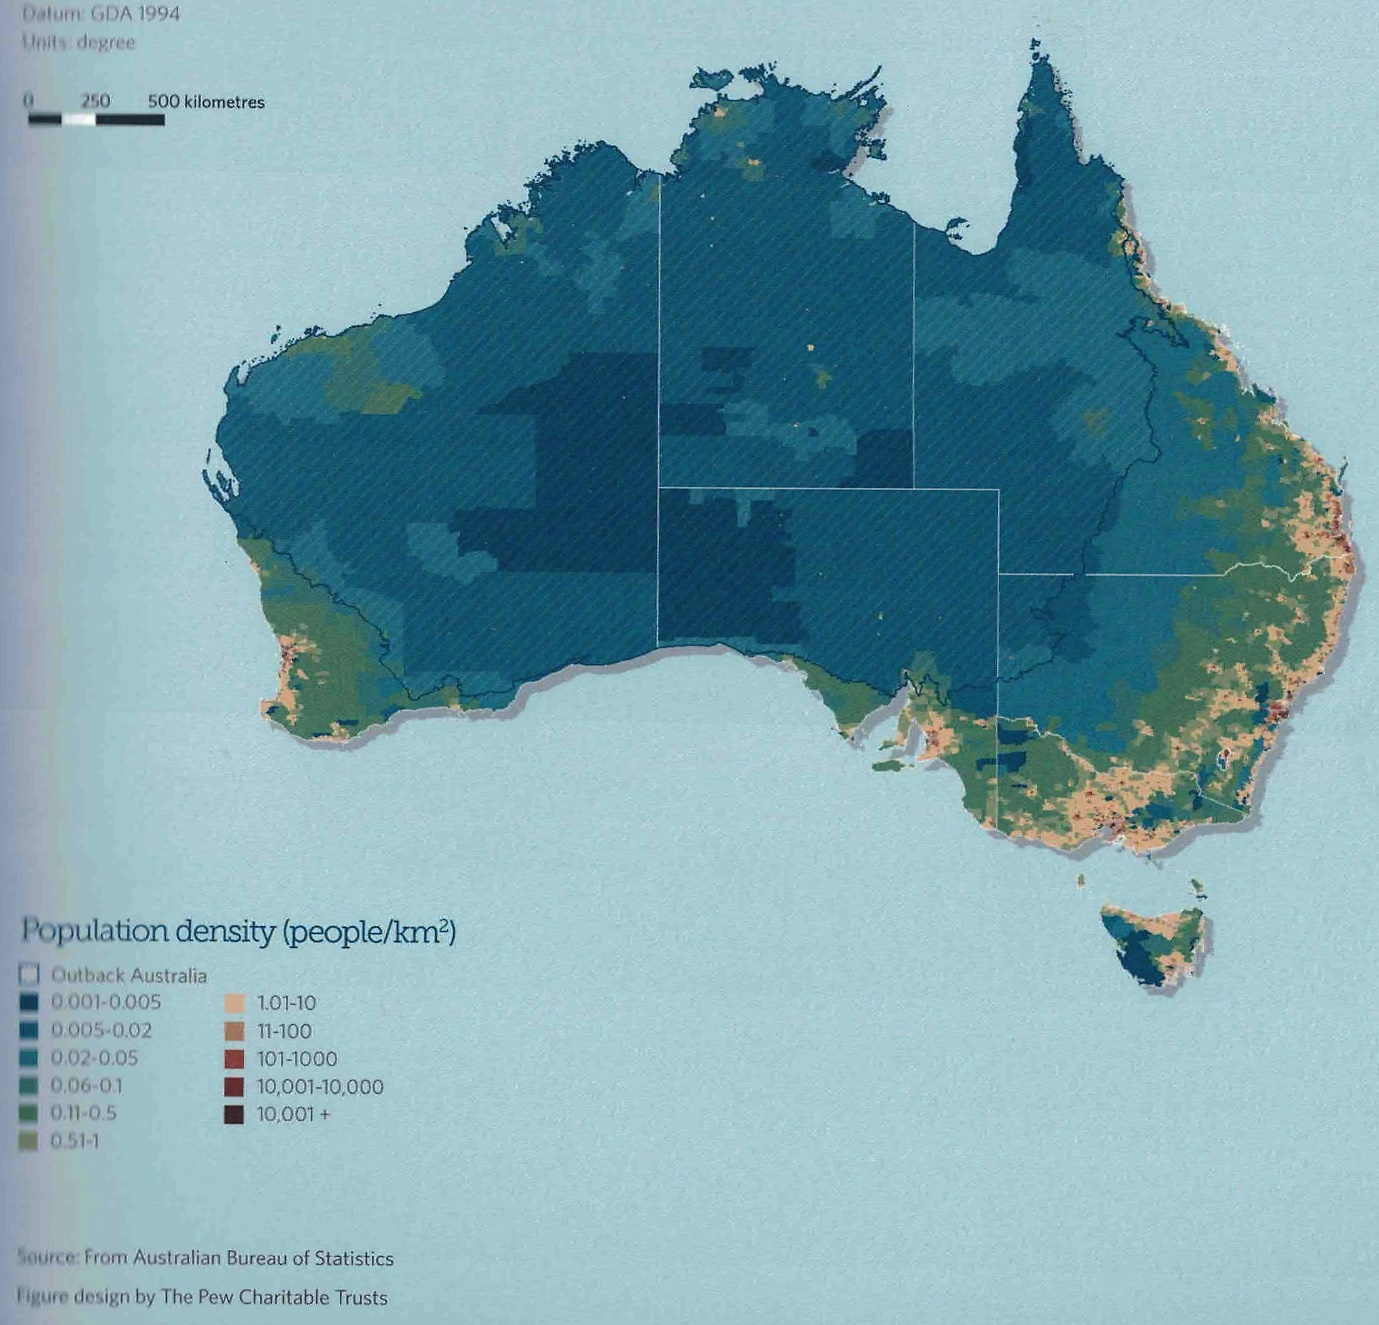 Datum: GDA 1994
Units: degree
0 250 500 kilometres
Population density (people/km²)
Outback Australia
0.001-0.005
0.005-0.02
0.02-0.05
0.06-0.1
0.11-0.5
0.51-1
1.01-10
11-100
101-1000
10,001-10,000
10,001 +
Source: From Australian Bureau of Statistics
Figure design by The Pew Charitable Trusts